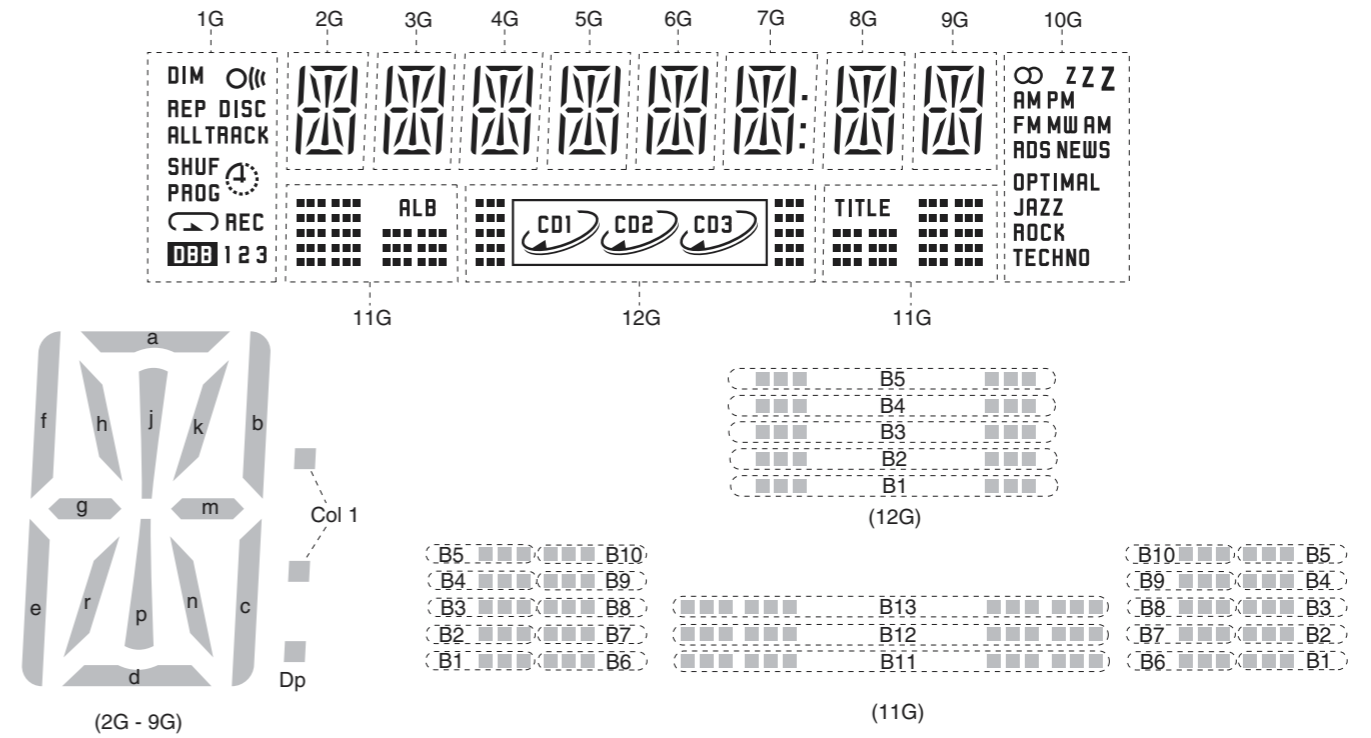 1G 2G 3G 4G 5G 6G 7G 8G 9G 10G
DIM
REP DISC
ALL TRACK
SHUF
PROG
REC
DBB 1 2 3
ALB
CD1 CD2 CD3
TITLE
Z Z Z
AM PM
FM MW AM
RDS NEWS
OPTIMAL
JAZZ
ROCK
TECHNO
11G 12G 11G
a
f h j k b
g m
e r p n c
d
Col 1
Dp
(2G - 9G)
B5
B4
B3
B2
B1
(12G)
B5 B10
B4 B9
B3 B8
B2 B7
B1 B6
B13
B12
B11
(11G)
B10 B5
B9 B4
B8 B3
B7 B2
B6 B1